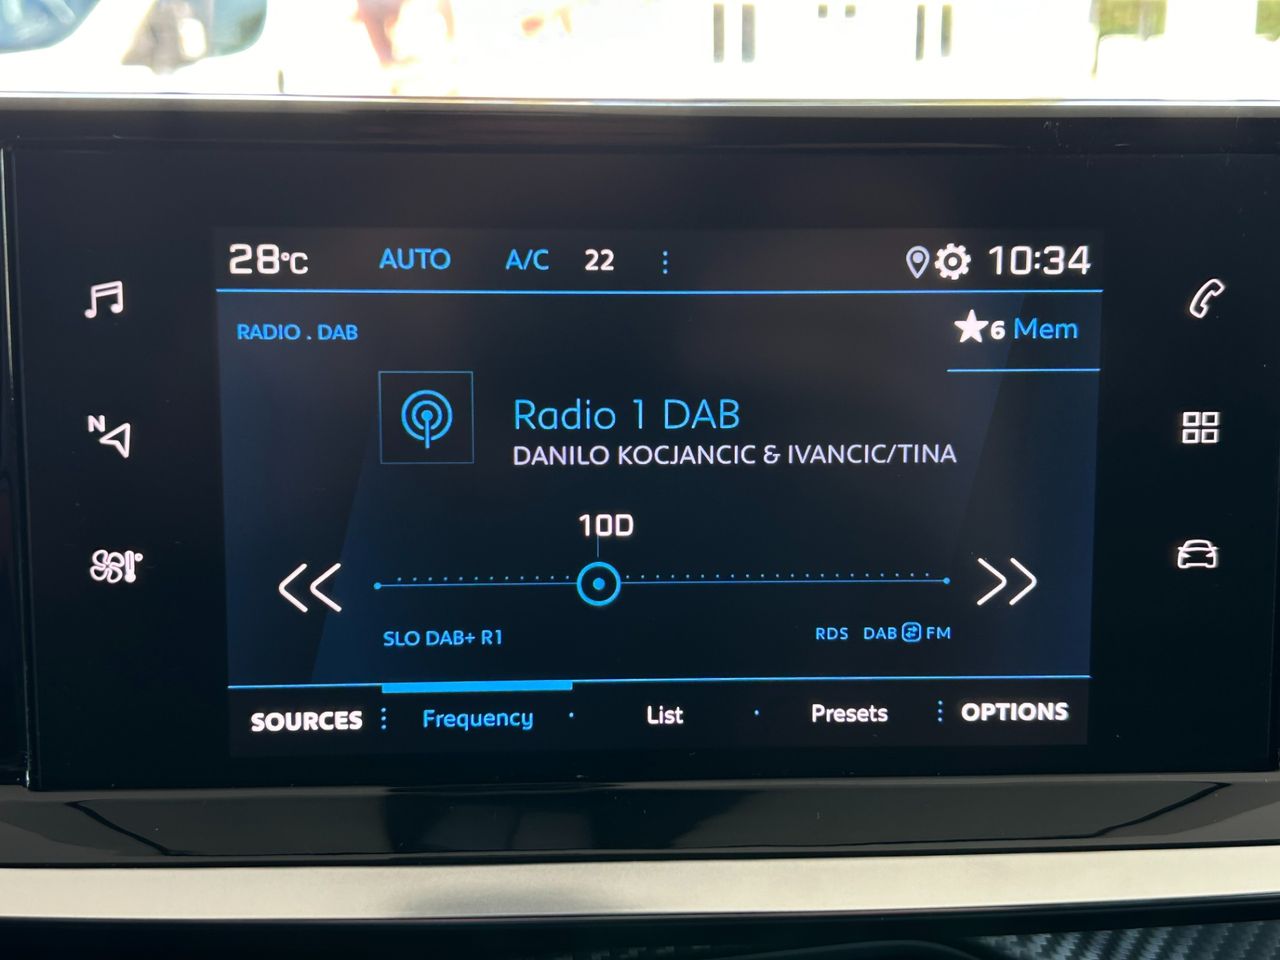 28°C AUTO A/C 22 10:34
RADIO . DAB
6 Mem
Radio 1 DAB
DANILO KOCJANCIC & IVANCIC/TINA
N
10D
SLO DAB+ R1
RDS DAB FM
SOURCES Frequency List Presets OPTIONS